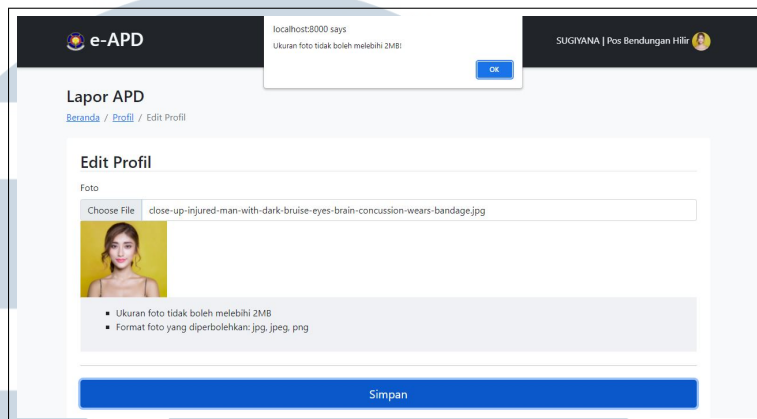 e-APD
localhost:8000 says
Ukuran foto tidak boleh melebihi 2MB!
OK
SUGIYANA | Pos Bendungan Hilir
Lapor APD
Beranda / Profil / Edit Profil
Edit Profil
Foto
Choose File close-up-injured-man-with-dark-bruise-eyes-brain-concussion-wears-bandage.jpg
Ukuran foto tidak boleh melebihi 2MB
Format foto yang diperbolehkan: jpg, jpeg, png
Simpan